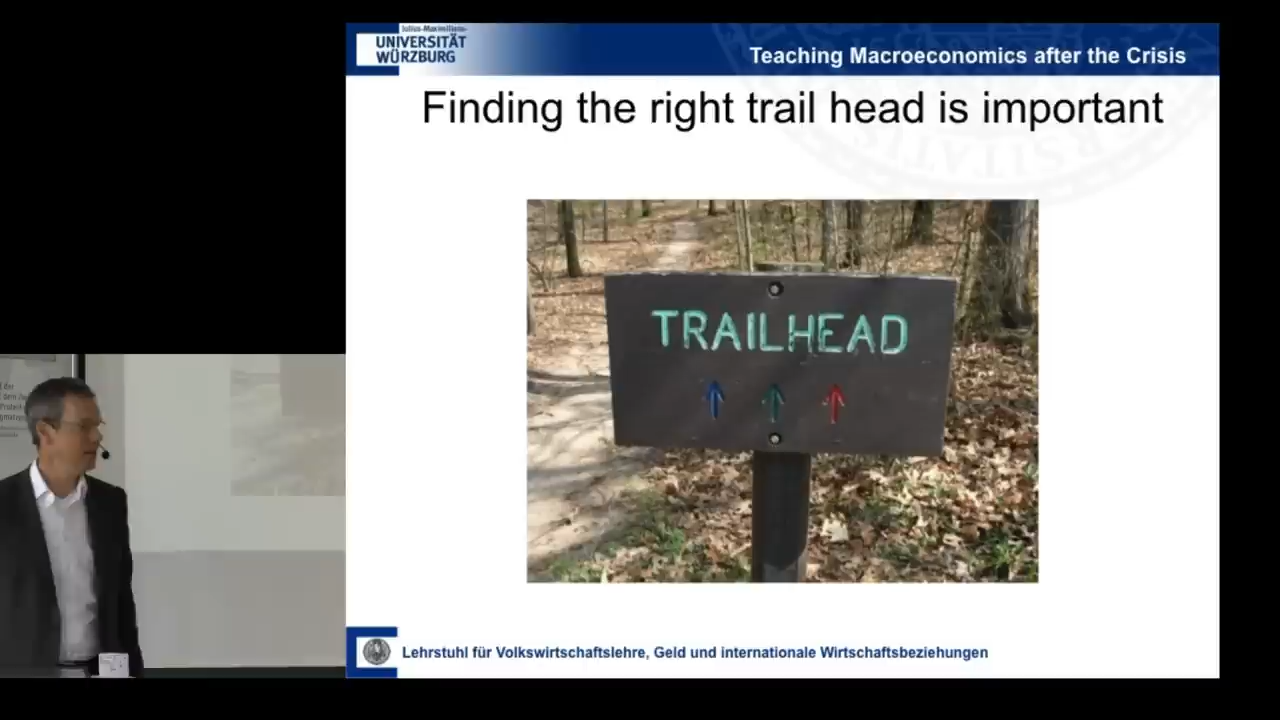 Julius-Maximilians-
UNIVERSITÄT
WÜRZBURG
Teaching Macroeconomics after the Crisis
Finding the right trail head is important
TRAILHEAD
Lehrstuhl für Volkswirtschaftslehre, Geld und internationale Wirtschaftsbeziehungen